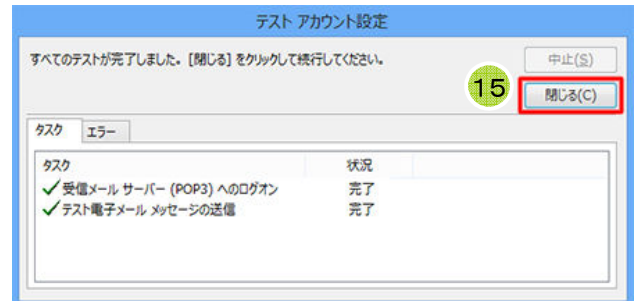 テスト アカウント設定
すべてのテストが完了しました。[閉じる] をクリックして続行してください。
中止(S)
15
閉じる(C)
タスク エラー
タスク 状況
受信メール サーバー (POP3) へのログオン 完了
テスト電子メール メッセージの送信 完了